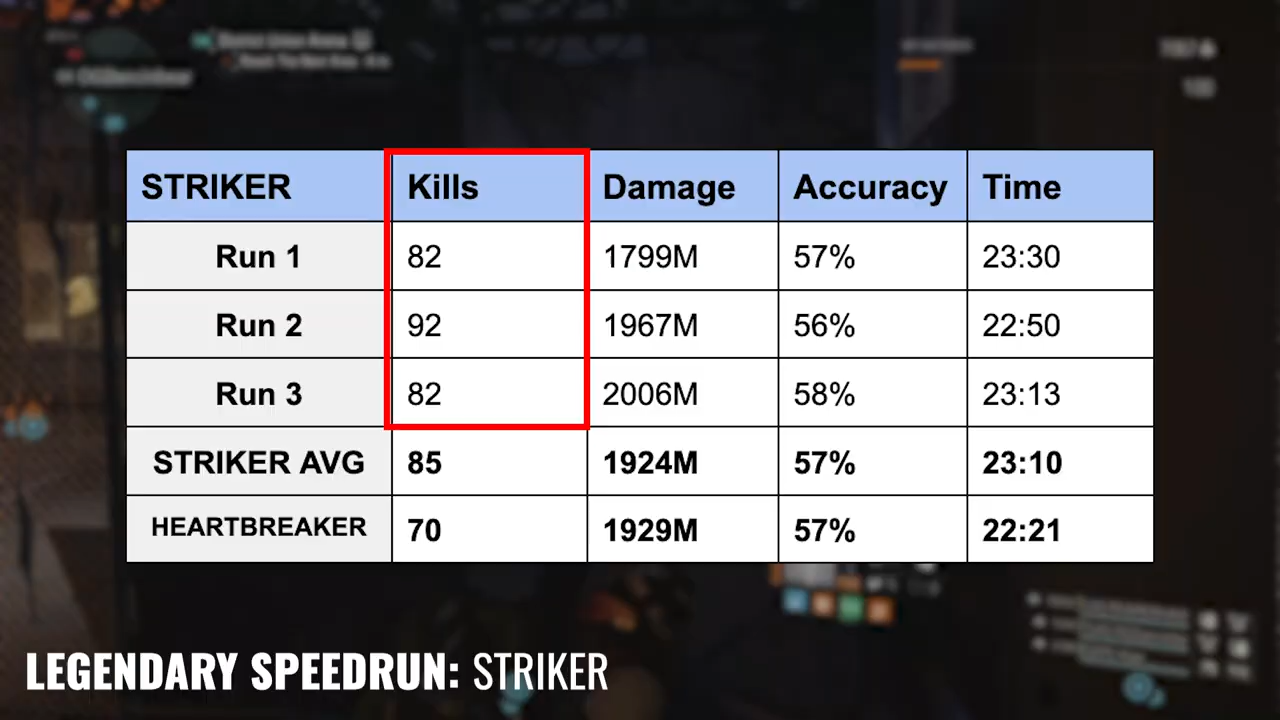 STRIKER Kills Damage Accuracy Time
Run 1 82 1799M 57% 23:30
Run 2 92 1967M 56% 22:50
Run 3 82 2006M 58% 23:13
STRIKER AVG 85 1924M 57% 23:10
HEARTBREAKER 70 1929M 57% 22:21
LEGENDARY SPEEDRUN: STRIKER